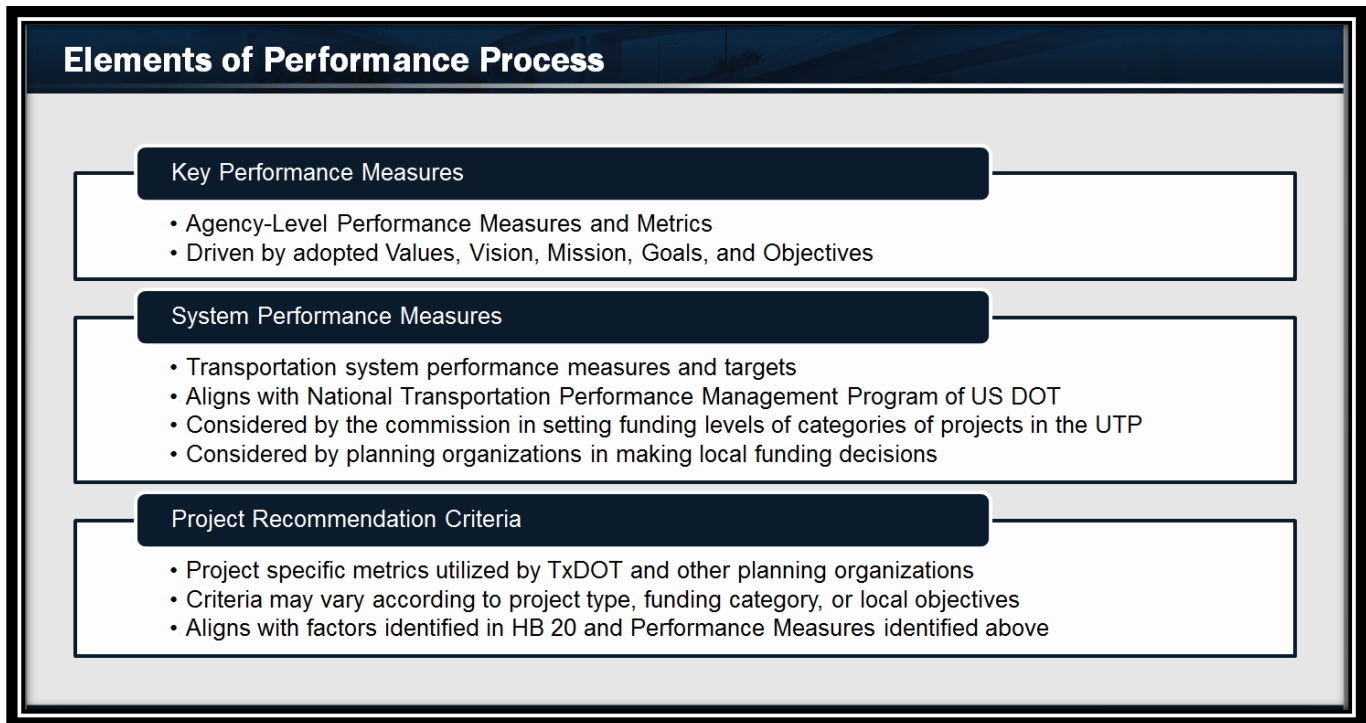 Elements of Performance Process
Key Performance Measures
• Agency-Level Performance Measures and Metrics
• Driven by adopted Values, Vision, Mission, Goals, and Objectives
System Performance Measures
• Transportation system performance measures and targets
• Aligns with National Transportation Performance Management Program of US DOT
• Considered by the commission in setting funding levels of categories of projects in the UTP
• Considered by planning organizations in making local funding decisions
Project Recommendation Criteria
• Project specific metrics utilized by TxDOT and other planning organizations
• Criteria may vary according to project type, funding category, or local objectives
• Aligns with factors identified in HB 20 and Performance Measures identified above